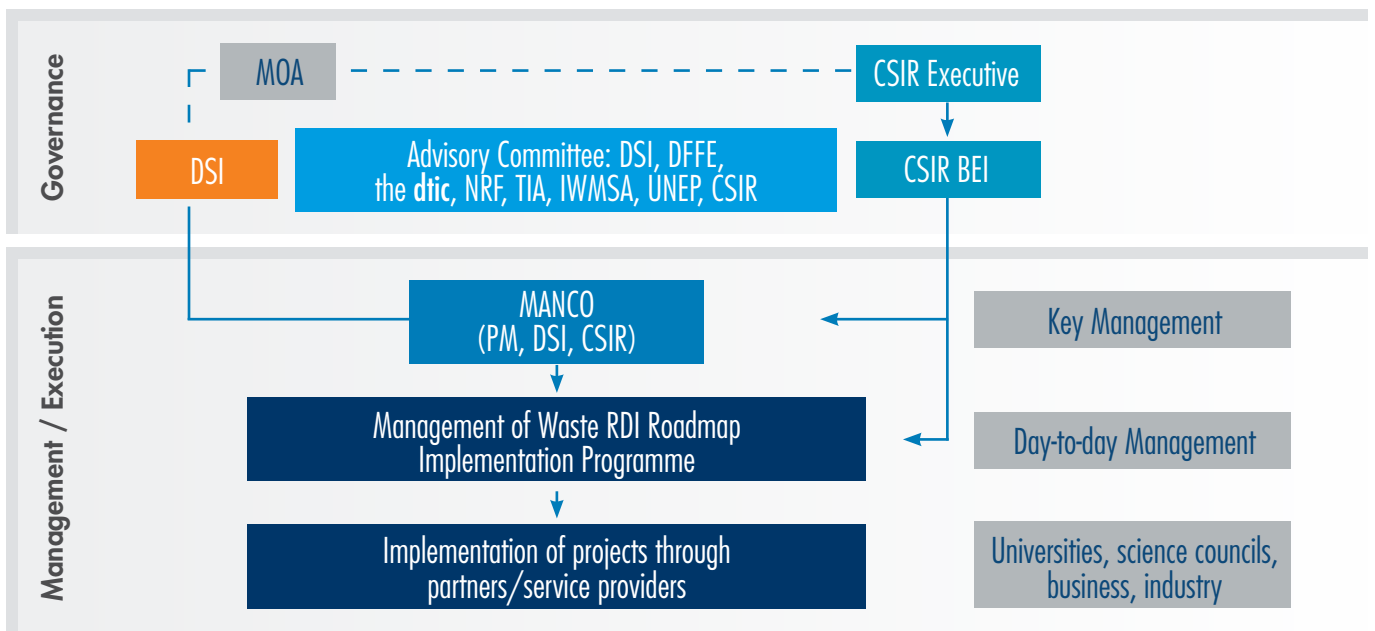 Governance
MOA
CSIR Executive
DSI
Advisory Committee: DSI, DFFE,
the dtic, NRF, TIA, IWMSA, UNEP, CSIR
CSIR BEI
Management / Execution
MANCO
(PM, DSI, CSIR)
Key Management
Management of Waste RDI Roadmap
Implementation Programme
Day-to-day Management
Implementation of projects through
partners/service providers
Universities, science councils,
business, industry